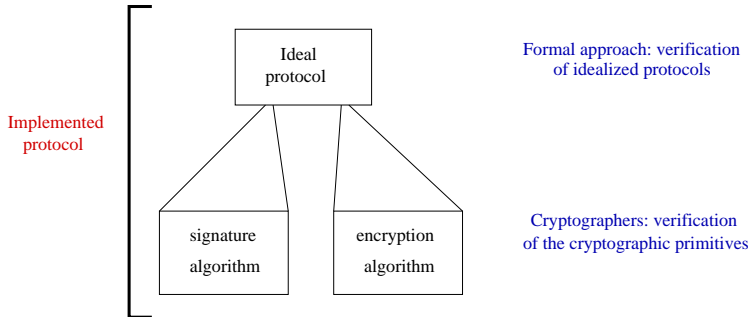 Ideal
protocol
Formal approach: verification
of idealized protocols
Implemented
protocol
signature
algorithm
encryption
algorithm
Cryptographers: verification
of the cryptographic primitives